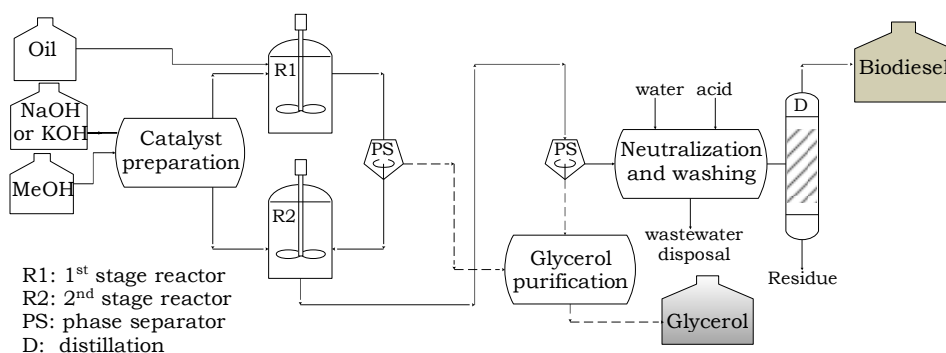 Oil
NaOH
or KOH
MeOH
Catalyst
preparation
R1
R2
PS
PS
water acid
Neutralization
and washing
wastewater
disposal
D
Biodiesel
Residue
Glycerol
purification
Glycerol
R1: 1st stage reactor
R2: 2nd stage reactor
PS: phase separator
D: distillation